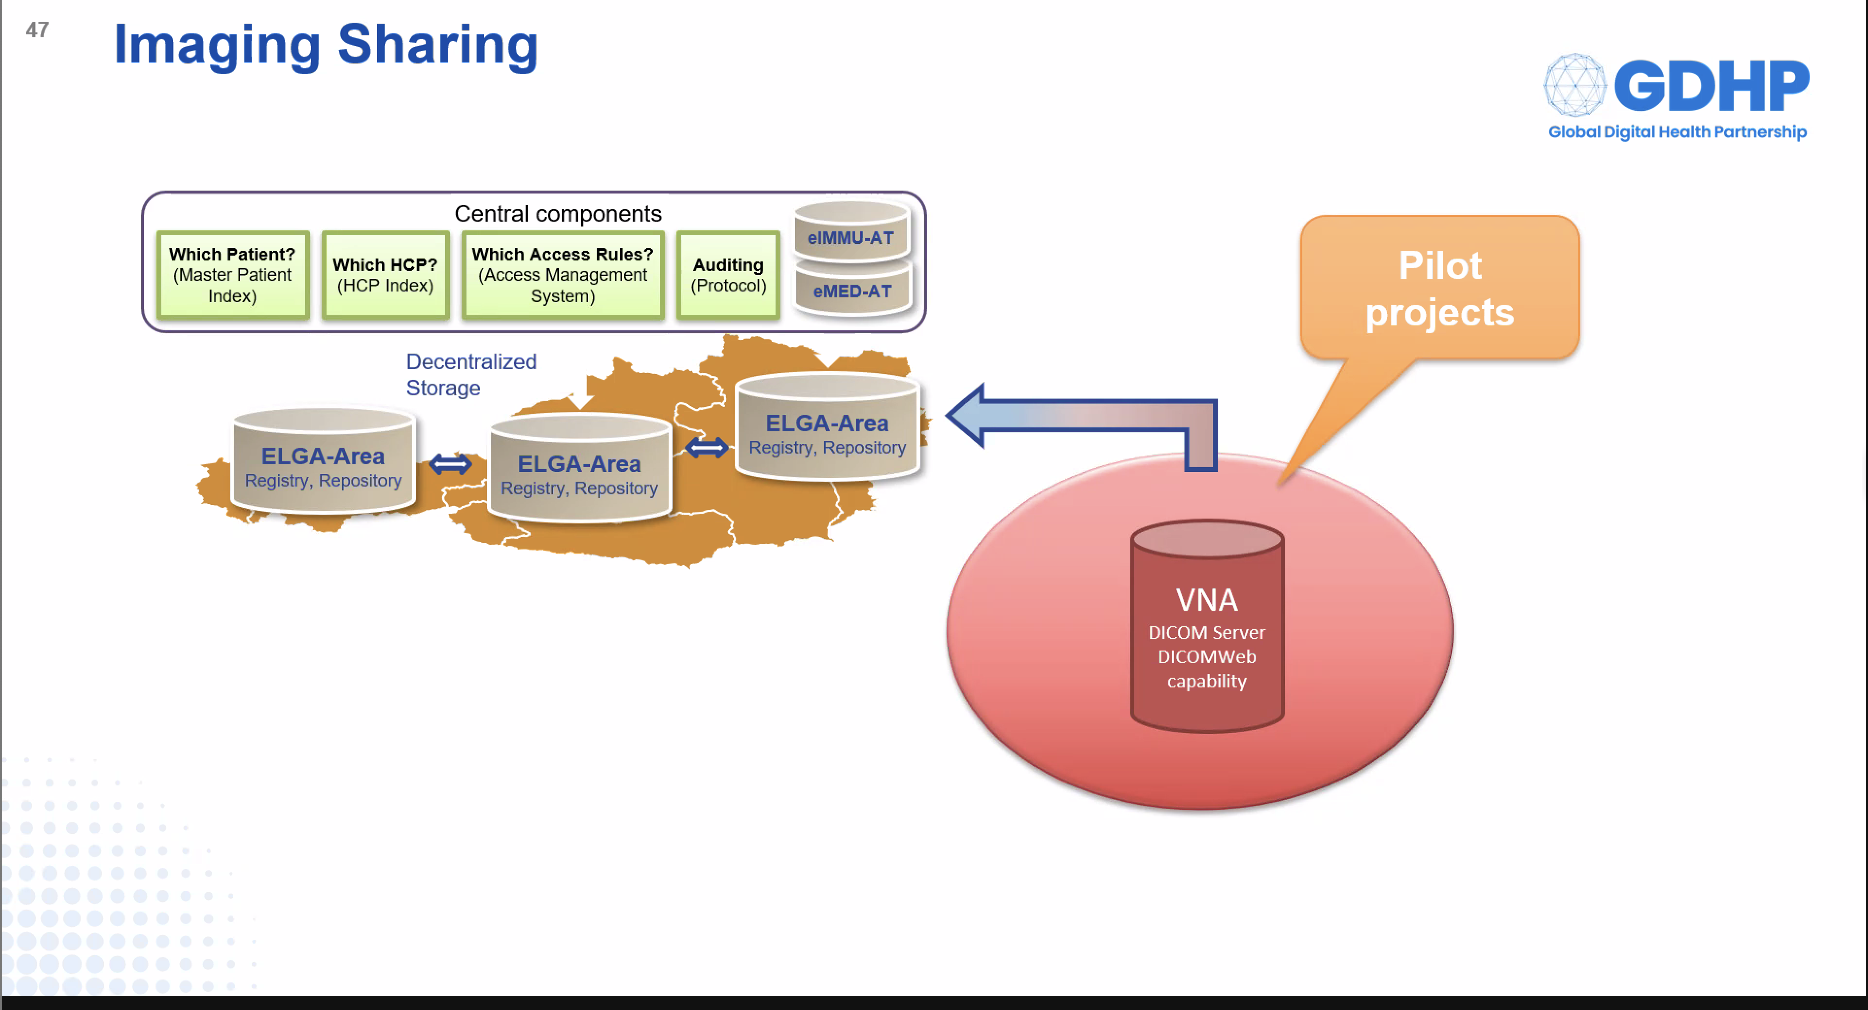 47
Imaging Sharing
GDHP
Global Digital Health Partnership
Central components
Which Patient?
(Master Patient
Index)
Which HCP?
(HCP Index)
Which Access Rules?
(Access Management
System)
Auditing
(Protocol)
eIMMU-AT
eMED-AT
Decentralized
Storage
ELGA-Area
Registry, Repository
ELGA-Area
Registry, Repository
ELGA-Area
Registry, Repository
Pilot
projects
VNA
DICOM Server
DICOMWeb
capability